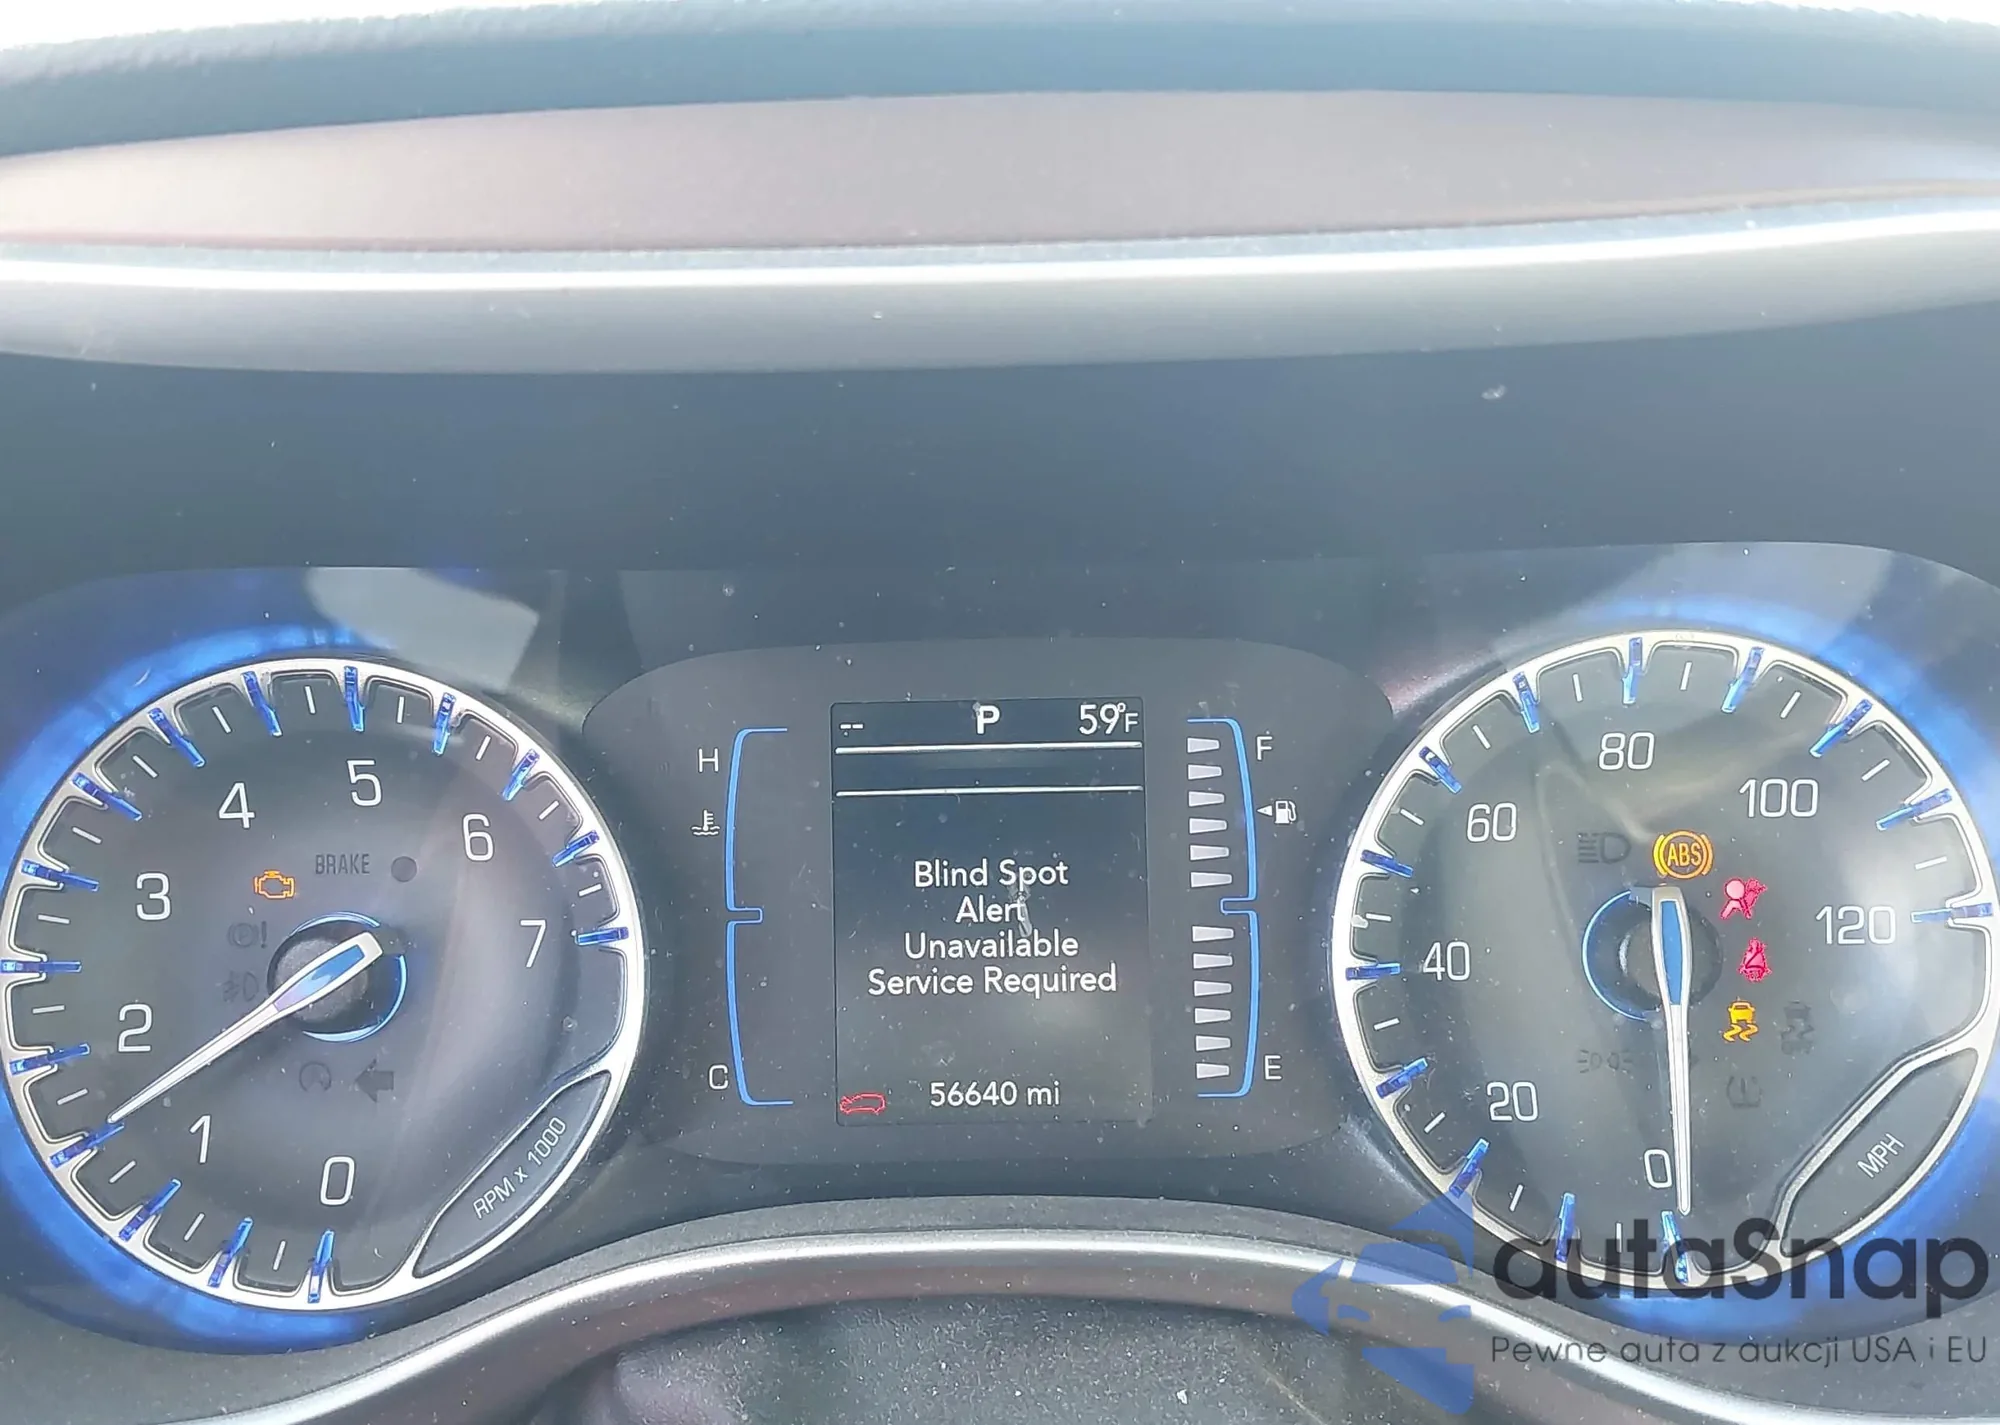 -- P 59°F
H
F
Blind Spot
Alert
Unavailable
Service Required
56640 mi
C
E
BRAKE
0
1
2
3
4
5
6
7
RPM x 1000
ABS
0
20
40
60
80
100
120
MPH
autaSnap
Pewne auta z aukcji USA i EU